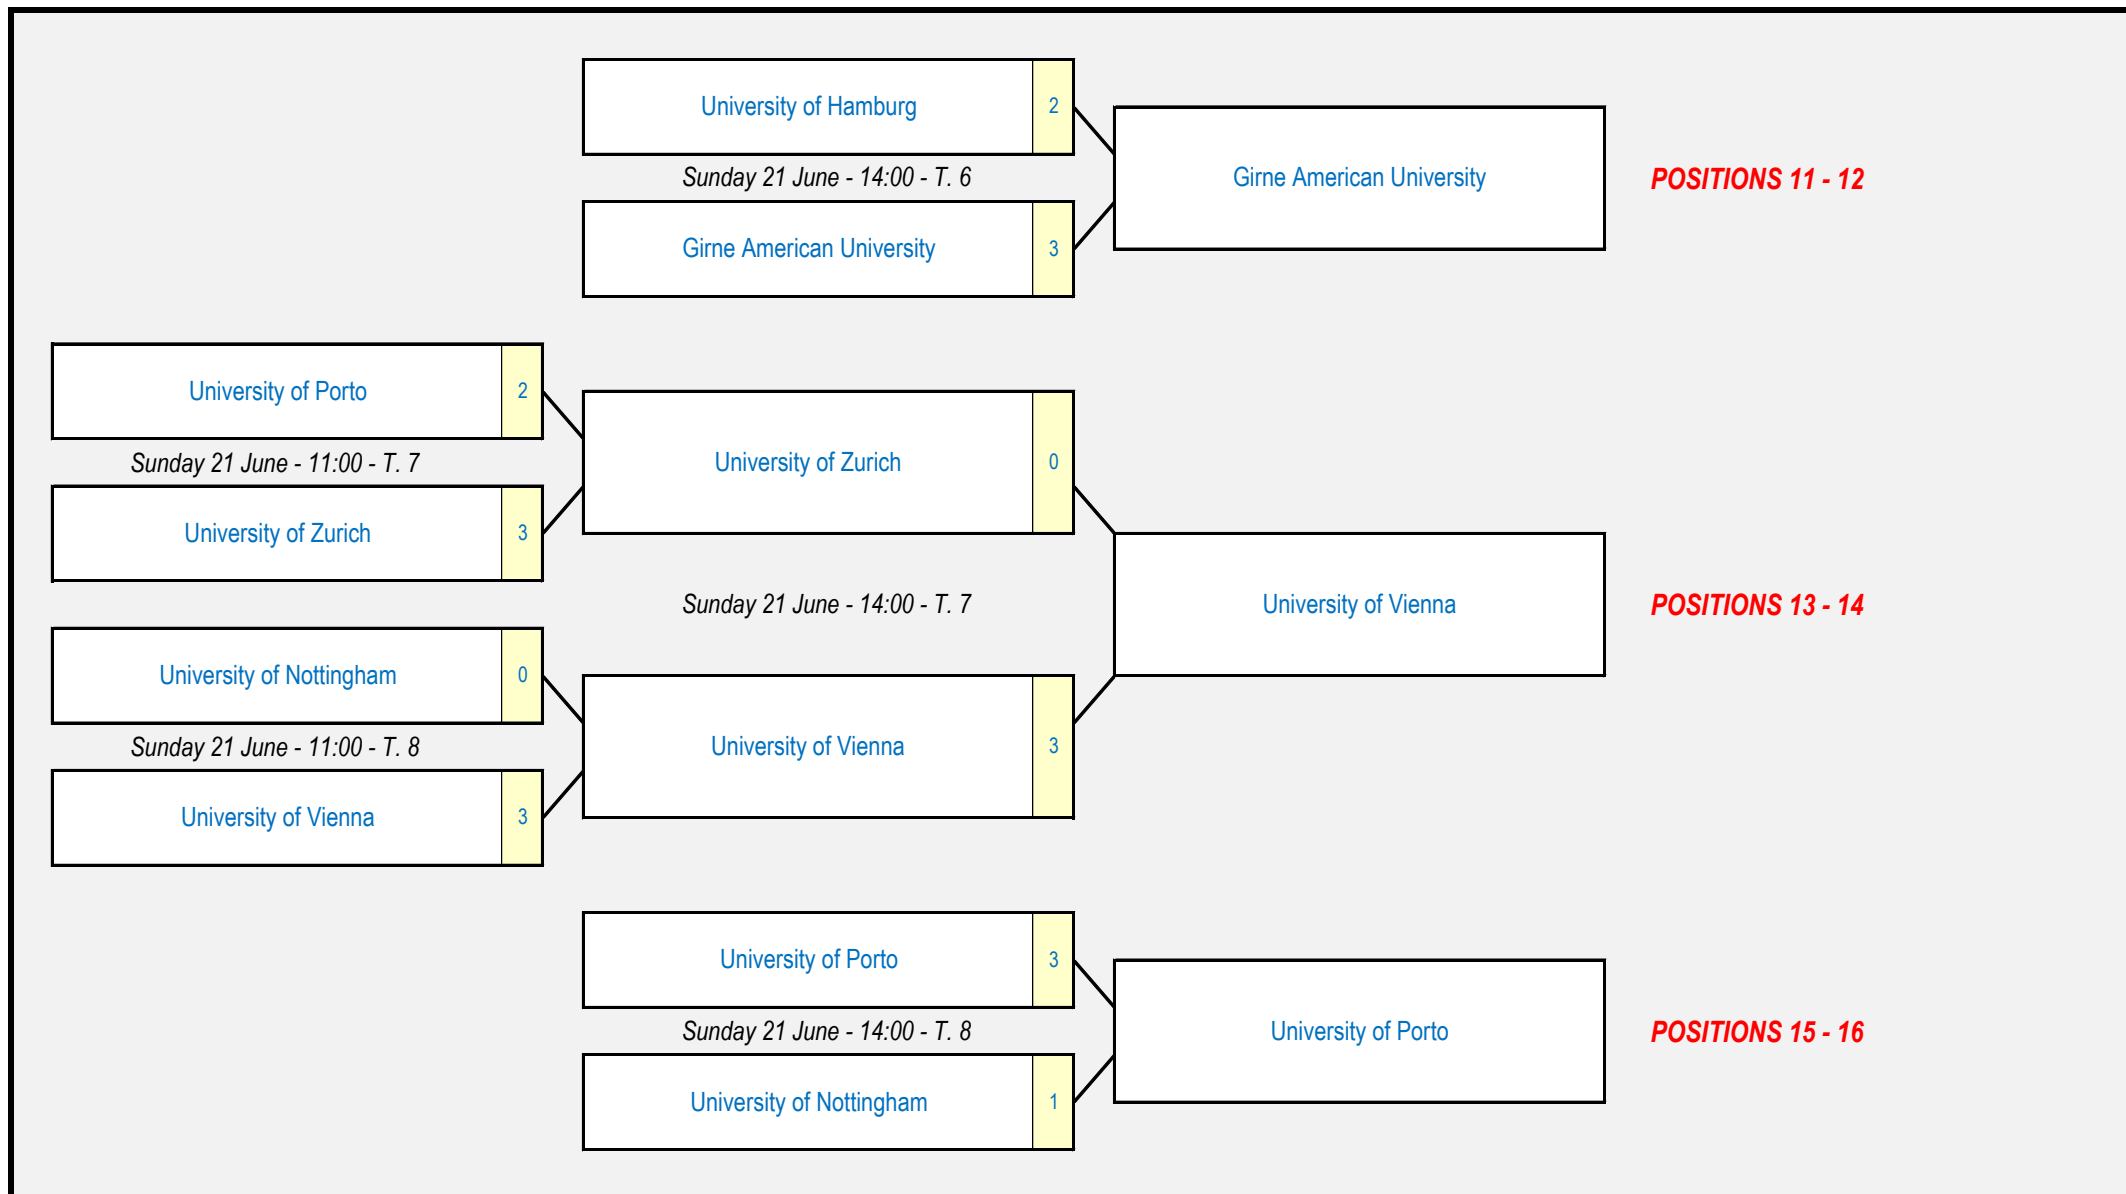 University of Hamburg 2
Sunday 21 June - 14:00 - T. 6
Girne American University 3
Girne American University
POSITIONS 11 - 12
University of Porto 2
Sunday 21 June - 11:00 - T. 7
University of Zurich 3
University of Zurich 0
Sunday 21 June - 14:00 - T. 7
University of Vienna
POSITIONS 13 - 14
University of Nottingham 0
Sunday 21 June - 11:00 - T. 8
University of Vienna 3
University of Vienna 3
University of Porto 3
Sunday 21 June - 14:00 - T. 8
University of Nottingham 1
University of Porto
POSITIONS 15 - 16